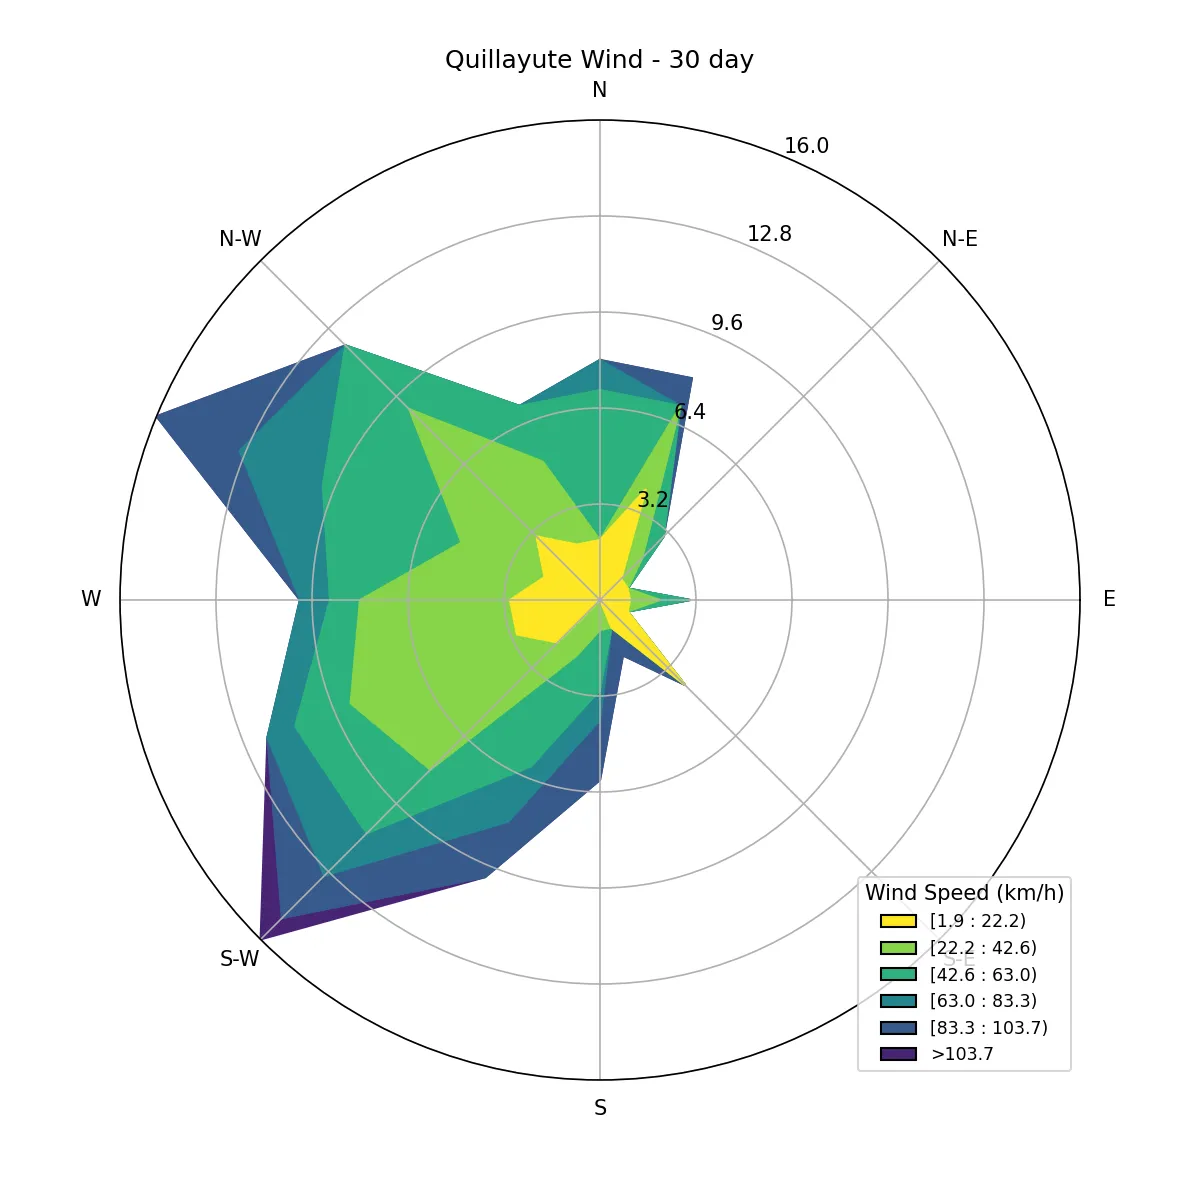 Quillayute Wind - 30 day
N
16.0
N-W
12.8
N-E
9.6
6.4
3.2
W
E
Wind Speed (km/h)
[1.9 : 22.2)
[22.2 : 42.6)
S-W
S-E
[42.6 : 63.0)
[63.0 : 83.3)
[83.3 : 103.7)
>103.7
S